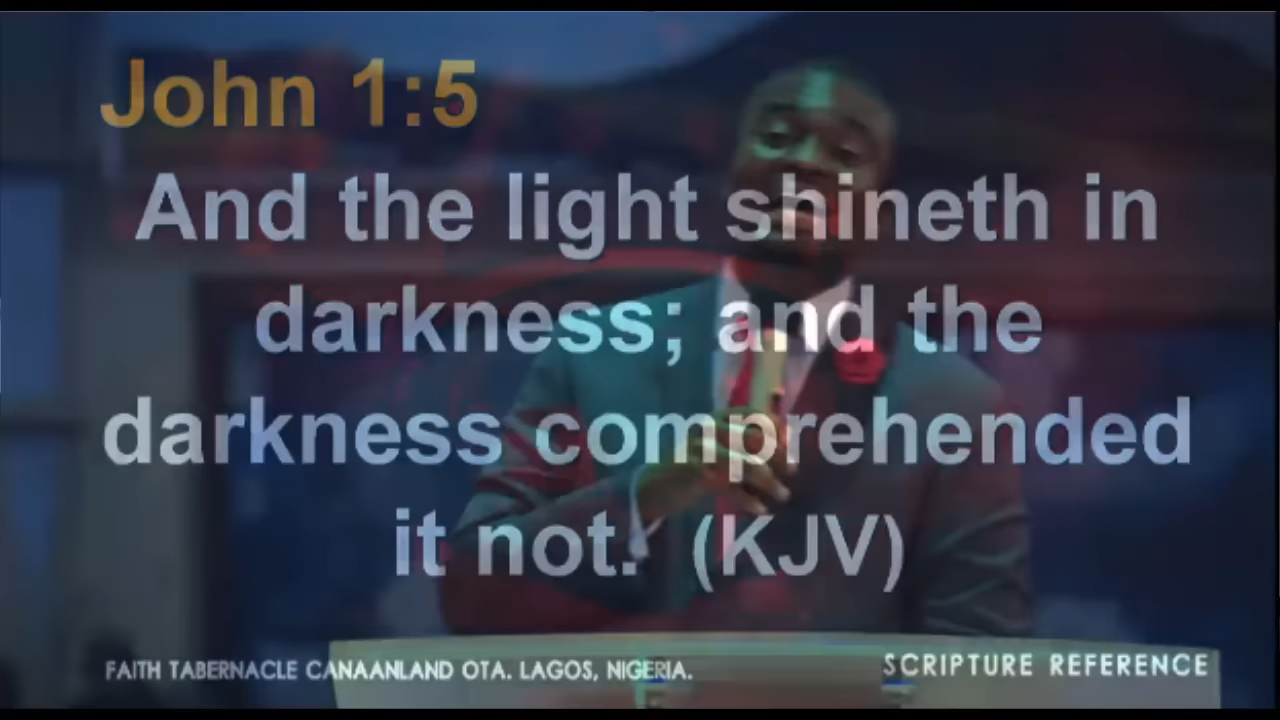 John 1:5
And the light shineth in
darkness; and the
darkness comprehended
it not. (KJV)
FAITH TABERNACLE CANAANLAND OTA. LAGOS, NIGERIA.
SCRIPTURE REFERENCE